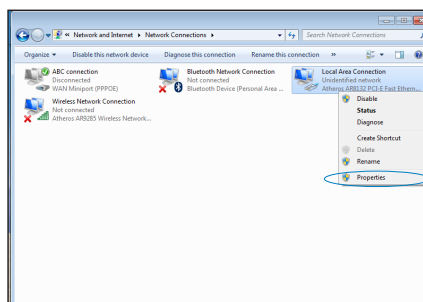 Network and Internet ▸ Network Connections ▸
Search Network Connections
Organize
Disable this network device
Diagnose this connection
Rename this connection
»
ABC connection
Disconnected
WAN Miniport (PPPOE)
Bluetooth Network Connection
Not connected
Bluetooth Device (Personal Area ...
Local Area Connection
Unidentified network
Atheros AR8132 PCI-E Fast Ethern...
Wireless Network Connection
Not connected
Atheros AR9285 Wireless Network...
Disable
Status
Diagnose
Create Shortcut
Delete
Rename
Properties